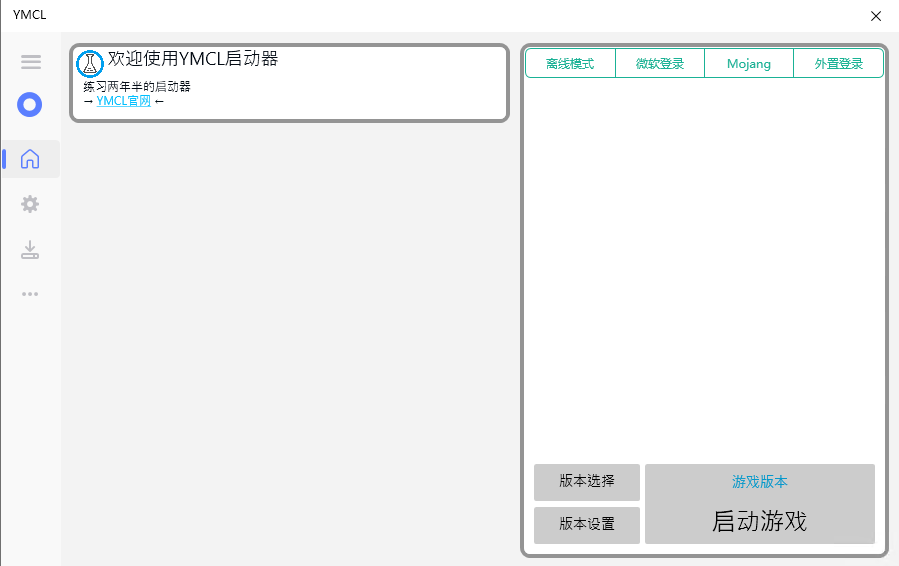 YMCL
欢迎使用YMCL启动器
练习两年半的启动器
→ YMCL官网 ←
离线模式 微软登录 Mojang 外置登录
版本选择
游戏版本
版本设置
启动游戏